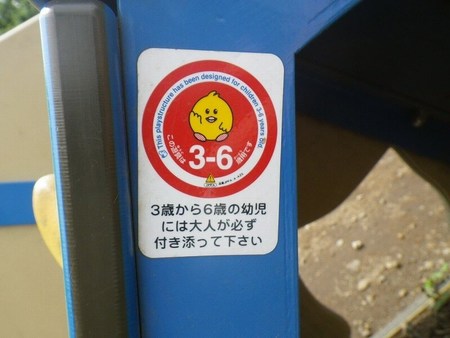 This playstructure has been designed for children 3-6 years old.
この遊具は 3-6 歳用です
3歳から6歳の幼児
には大人が必ず
付き添って下さい